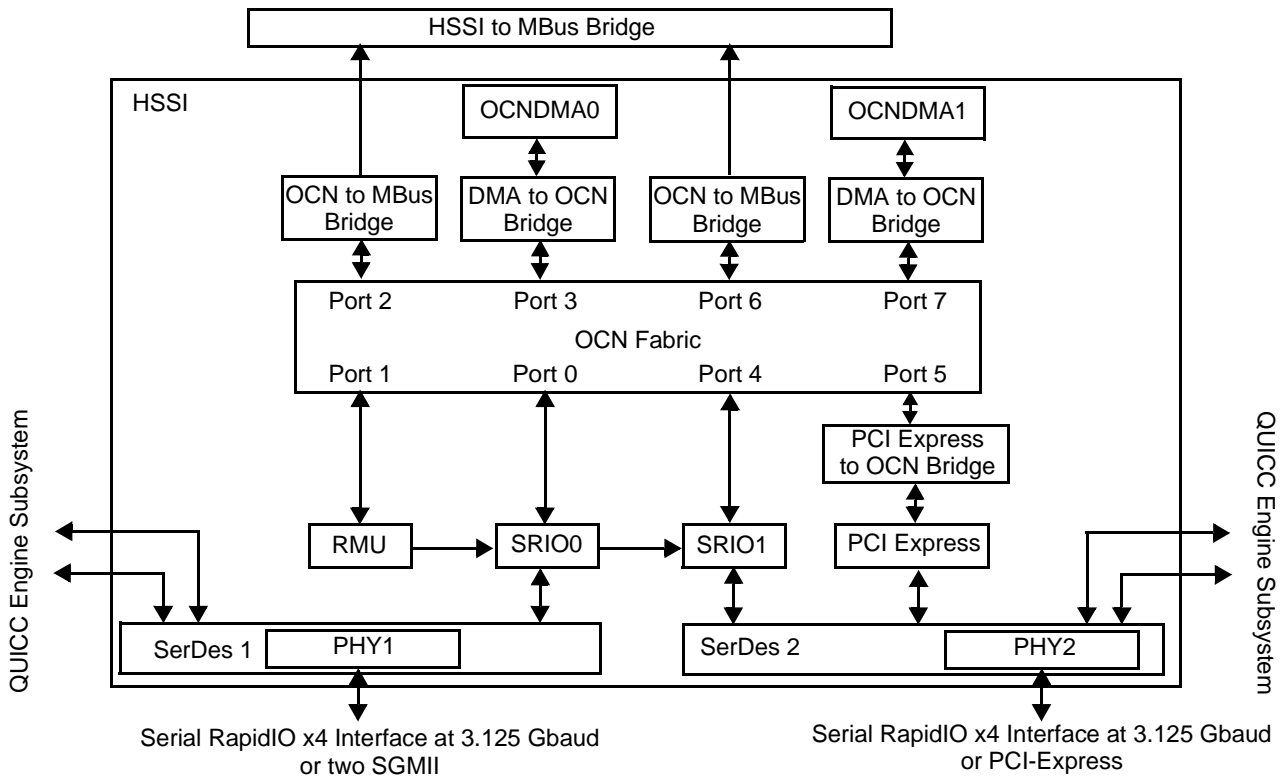 HSSI to MBus Bridge
HSSI
OCNDMA0
OCNDMA1
OCN to MBus
Bridge
DMA to OCN
Bridge
OCN to MBus
Bridge
DMA to OCN
Bridge
Port 2
Port 3
Port 6
Port 7
OCN Fabric
Port 1
Port 0
Port 4
Port 5
PCI Express
to OCN Bridge
QUICC Engine Subsystem
QUICC Engine Subsystem
RMU
SRIO0
SRIO1
PCI Express
SerDes 1
PHY1
SerDes 2
PHY2
Serial RapidIO x4 Interface at 3.125 Gbaud
or two SGMII
Serial RapidIO x4 Interface at 3.125 Gbaud
or PCI-Express